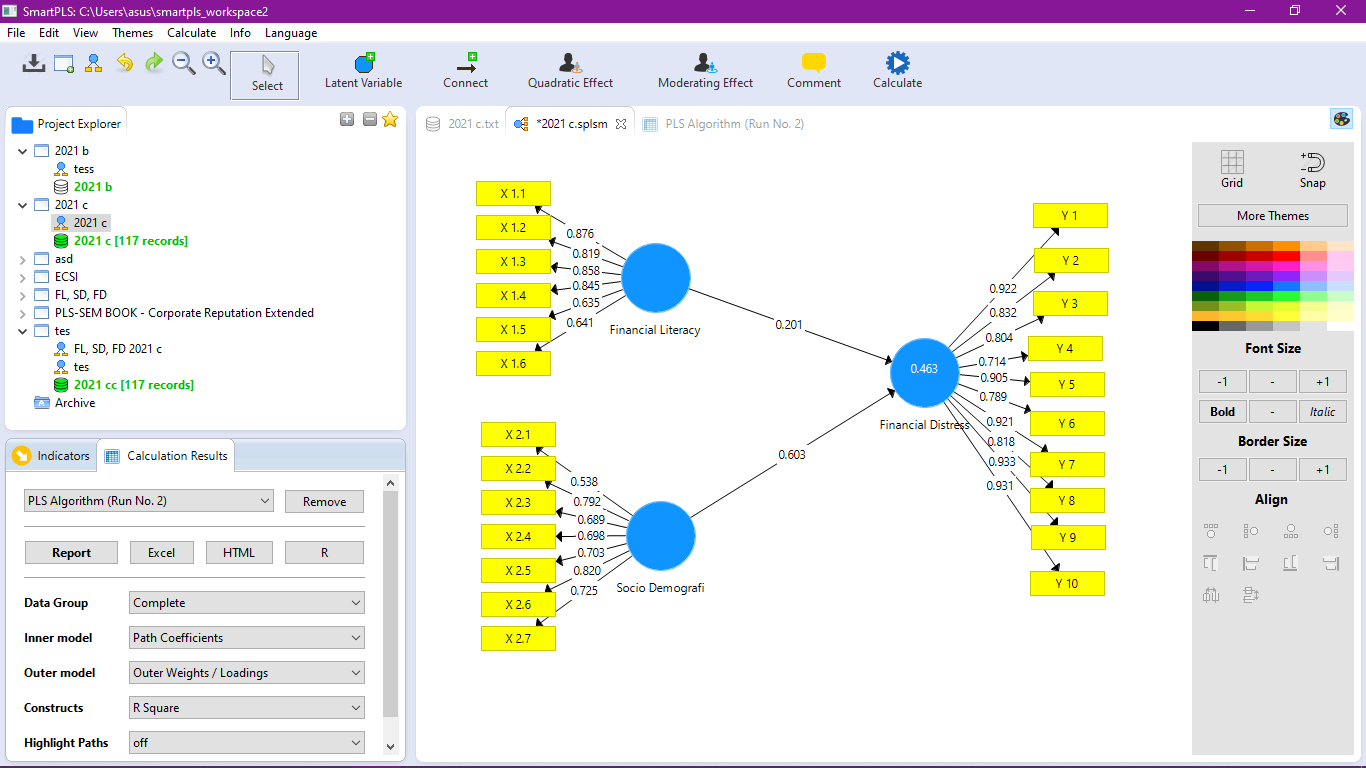 SmartPLS: C:\Users\asus\smartpls_workspace2
File Edit View Themes Calculate Info Language
Select
Latent Variable
Connect
Quadratic Effect
Moderating Effect
Comment
Calculate
Project Explorer
2021 b
tess
2021 b
2021 c
2021 c
2021 c [117 records]
asd
ECSI
FL, SD, FD
PLS-SEM BOOK - Corporate Reputation Extended
tes
FL, SD, FD 2021 c
tes
2021 cc [117 records]
Archive
Indicators
Calculation Results
PLS Algorithm (Run No. 2)
Remove
Report
Excel
HTML
R
Data Group
Complete
Inner model
Path Coefficients
Outer model
Outer Weights / Loadings
Constructs
R Square
Highlight Paths
off
2021 c.txt
*2021 c.splsm
PLS Algorithm (Run No. 2)
X 1.1
X 1.2
X 1.3
X 1.4
X 1.5
X 1.6
0.876
0.819
0.858
0.845
0.635
0.641
Financial Literacy
0.201
X 2.1
X 2.2
X 2.3
X 2.4
X 2.5
X 2.6
X 2.7
0.538
0.792
0.689
0.698
0.703
0.820
0.725
Socio Demografi
0.603
0.463
Financial Distress
0.922
0.832
0.804
0.714
0.905
0.789
0.921
0.818
0.933
0.931
Y 1
Y 2
Y 3
Y 4
Y 5
Y 6
Y 7
Y 8
Y 9
Y 10
Grid
Snap
More Themes
Font Size
-1
-
+1
Bold
-
Italic
Border Size
-1
-
+1
Align